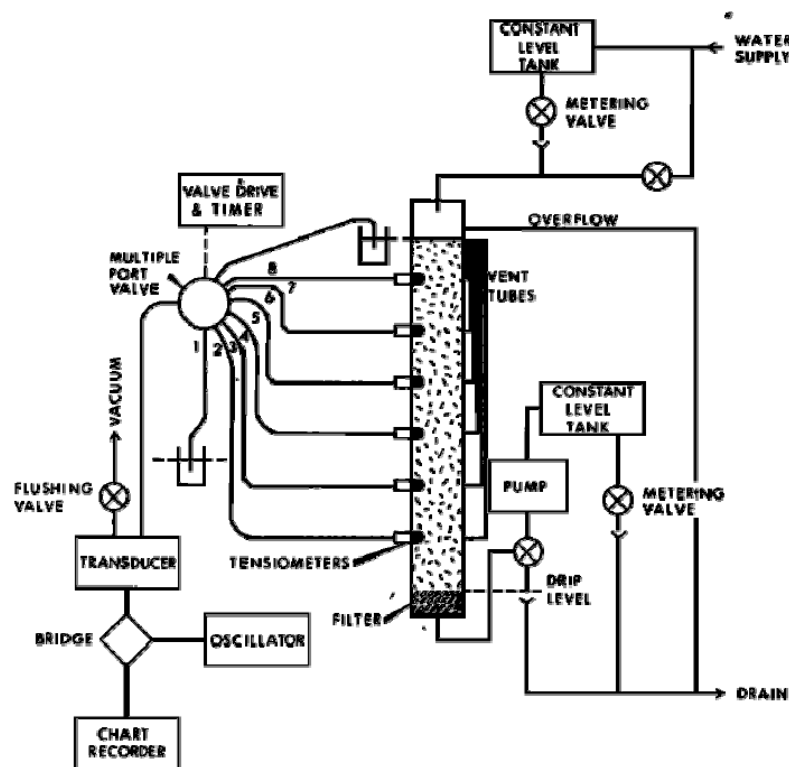 CONSTANT
LEVEL
TANK
WATER
SUPPLY
METERING
VALVE
VALVE DRIVE
& TIMER
OVERFLOW
MULTIPLE
PORT
VALVE
8
7
6
5
4
3
2
1
VENT
TUBES
VACUUM
CONSTANT
LEVEL
TANK
PUMP
FLUSHING
VALVE
METERING
VALVE
TRANSDUCER
TENSIOMETERS
DRIP
LEVEL
FILTER
BRIDGE
OSCILLATOR
DRAIN
CHART
RECORDER